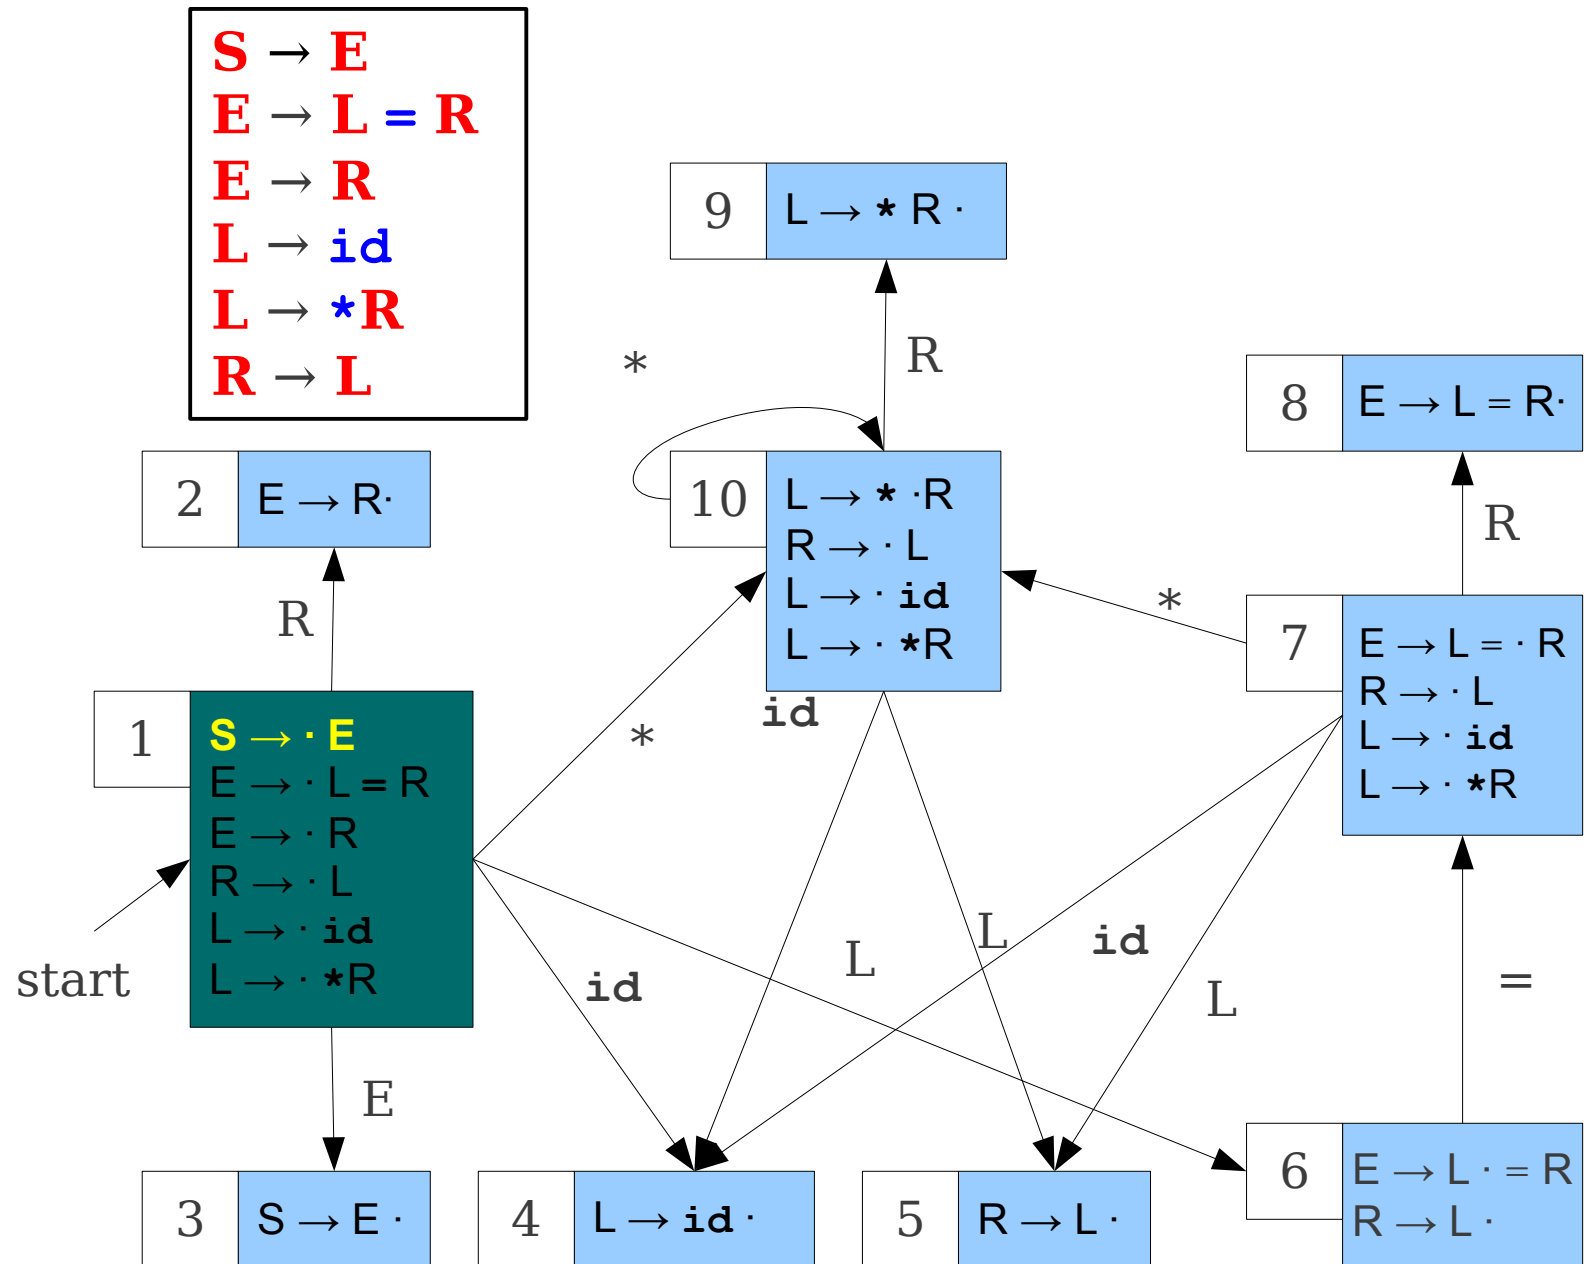 S → E
E → L = R
E → R
L → id
L → *R
R → L
9
L → * R ·
*
R
8
E → L = R·
2
E → R·
10
L → * ·R
R → · L
L → · id
L → · *R
R
R
*
7
E → L = · R
R → · L
L → · id
L → · *R
1
S → · E
E → · L = R
E → · R
R → · L
L → · id
L → · *R
*
id
start
id
L
L
id
L
=
E
3
S → E ·
4
L → id ·
5
R → L ·
6
E → L · = R
R → L ·